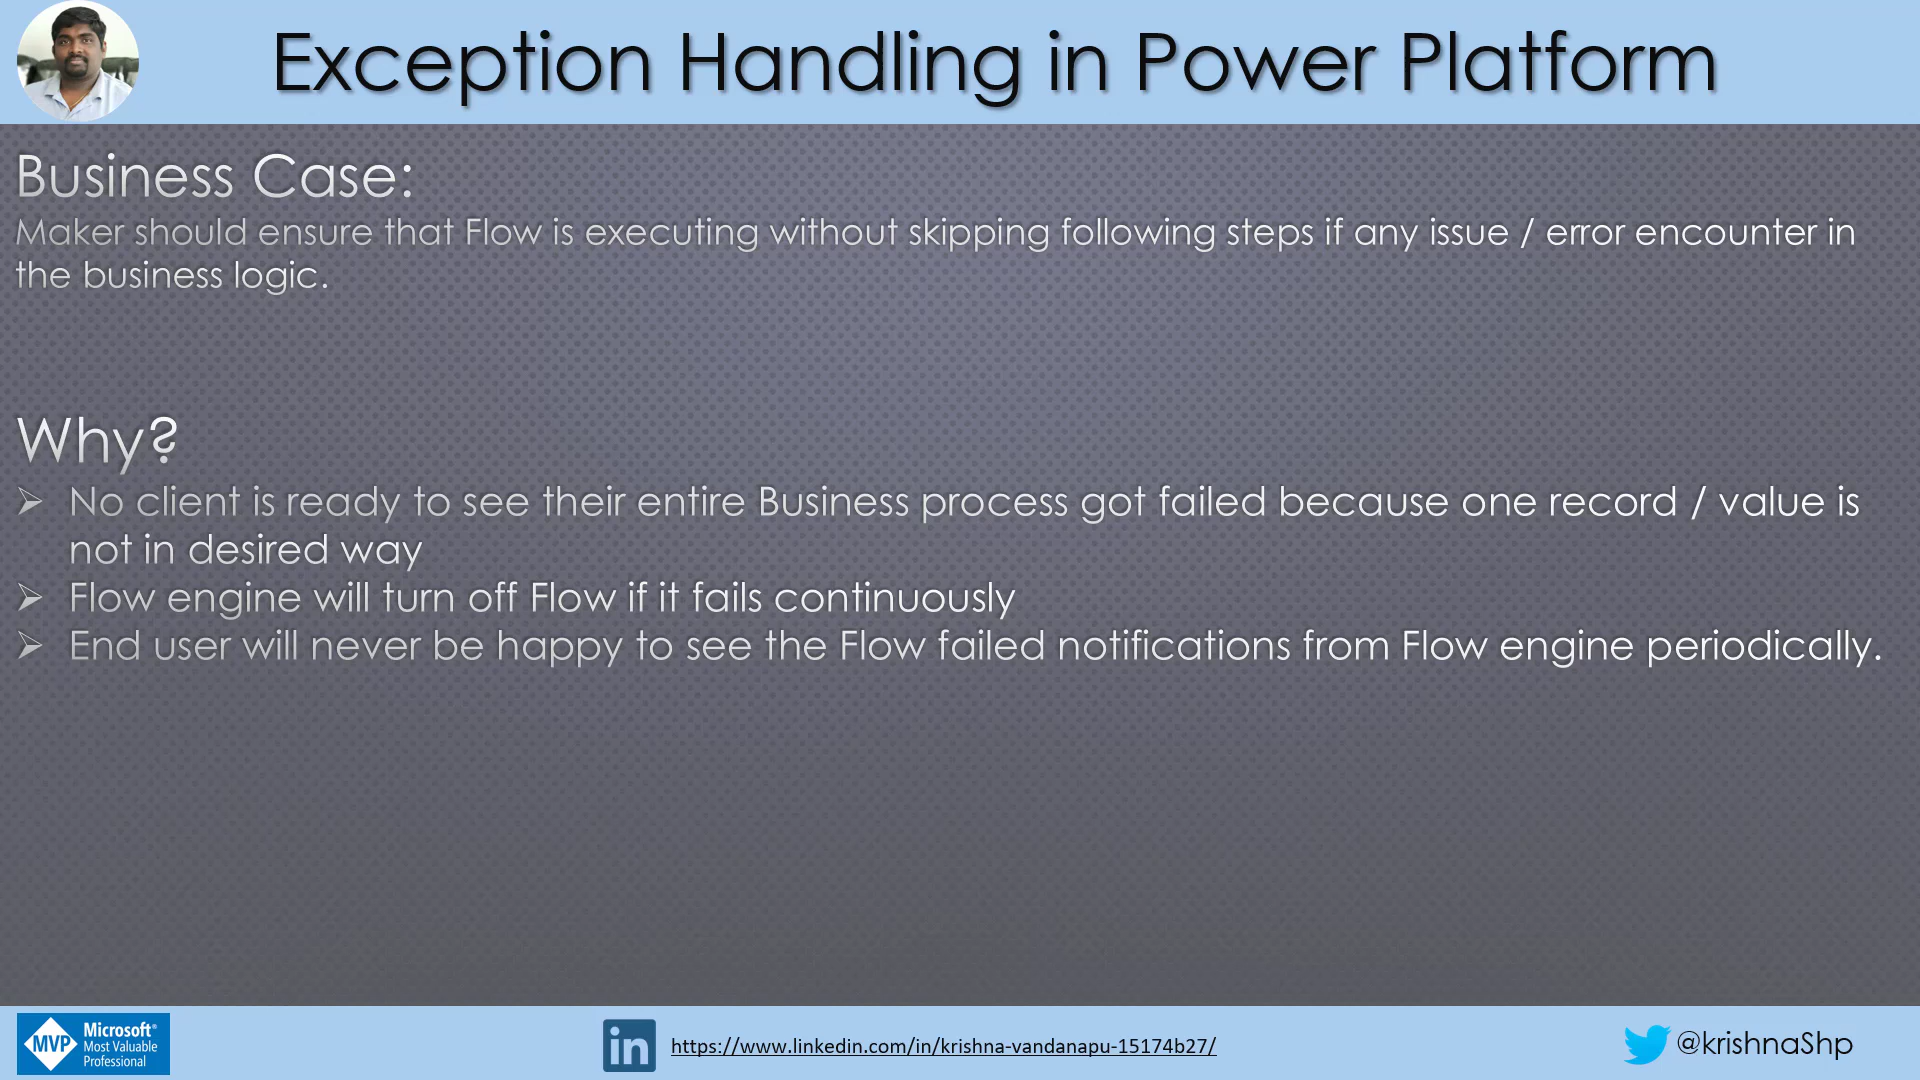 Exception Handling in Power Platform
Business Case:
Maker should ensure that Flow is executing without skipping following steps if any issue / error encounter in
the business logic.
Why?
➢ No client is ready to see their entire Business process got failed because one record / value is
not in desired way
➢ Flow engine will turn off Flow if it fails continuously
➢ End user will never be happy to see the Flow failed notifications from Flow engine periodically.
MVP
Microsoft®
Most Valuable
Professional
in
https://www.linkedin.com/in/krishna-vandanapu-15174b27/
@krishnaShp